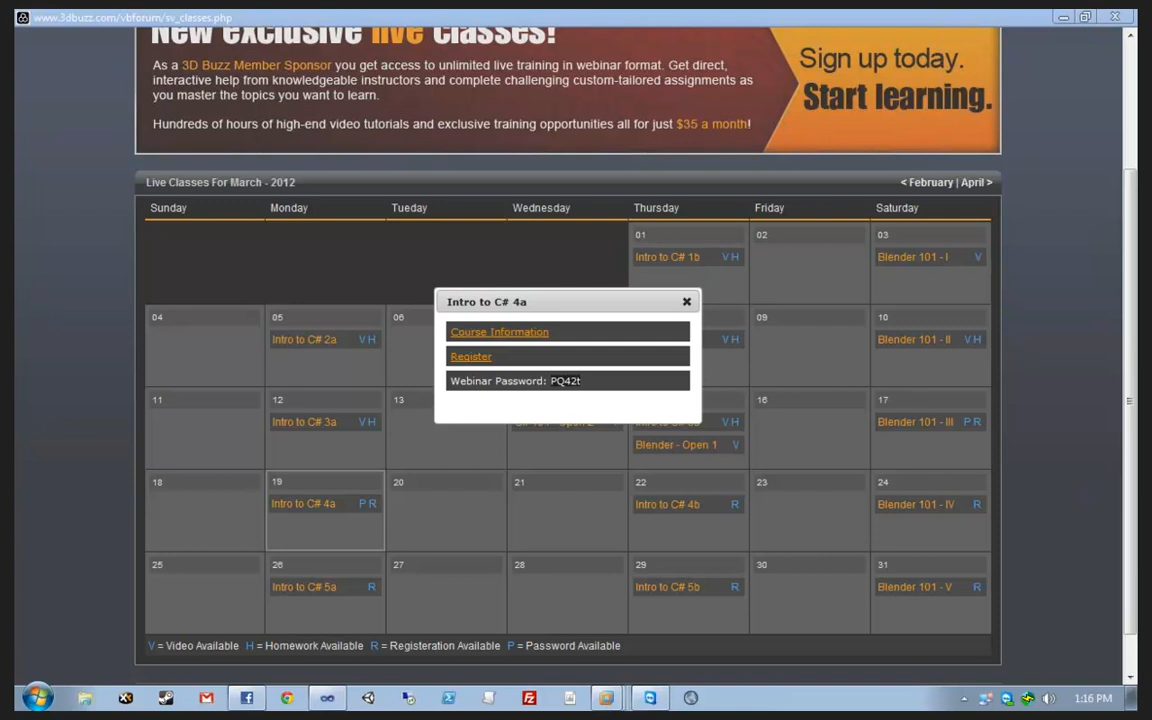 www.3dbuzz.com/vbforum/sv_classes.php
New exclusive live classes!
As a 3D Buzz Member Sponsor you get access to unlimited live training in webinar format. Get direct,
interactive help from knowledgeable instructors and complete challenging custom-tailored assignments as
you master the topics you want to learn.
Hundreds of hours of high-end video tutorials and exclusive training opportunities all for just $35 a month!
Sign up today.
Start learning.
Live Classes For March - 2012
< February | April >
Sunday Monday Tueday Wednesday Thursday Friday Saturday
01 02 03
Intro to C# 1b V H Blender 101 - I V
Intro to C# 4a
Course Information
Register
Webinar Password: PQ42t
04 05 06 09 10
Intro to C# 2a V H V H Blender 101 - II V H
11 12 13 16 17
Intro to C# 3a V H V H Blender 101 - III P R
Blender - Open 1 V
18 19 20 21 22 23 24
Intro to C# 4a P R Intro to C# 4b R Blender 101 - IV R
25 26 27 28 29 30 31
Intro to C# 5a R Intro to C# 5b R Blender 101 - V R
V = Video Available H = Homework Available R = Registeration Available P = Password Available
1:16 PM